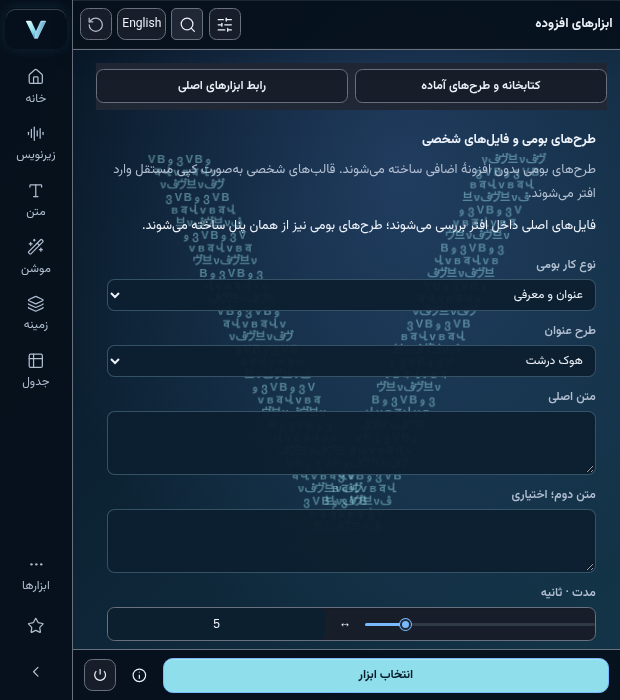 ابزارهای افزوده
English
کتابخانه و طرح‌های آماده
رابط ابزارهای اصلی
خانه
زیرنویس
متن
موشن
زمینه
جدول
ابزارها
طرح‌های بومی و فایل‌های شخصی
طرح‌های بومی بدون افزونهٔ اضافی ساخته می‌شوند. قالب‌های شخصی به‌صورت کپی مستقل وارد
افتر می‌شوند.
فایل‌های اصلی داخل افتر بررسی می‌شوند؛ طرح‌های بومی نیز از همان پنل ساخته می‌شوند.
نوع کار بومی
عنوان و معرفی
طرح عنوان
هوک درشت
متن اصلی
متن دوم؛ اختیاری
مدت · ثانیه
5
انتخاب ابزار